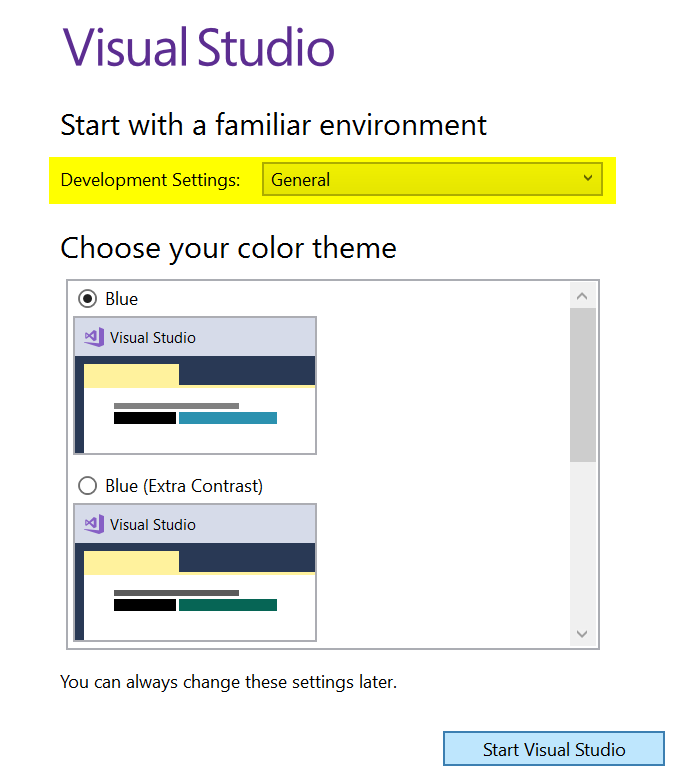 Visual Studio
Start with a familiar environment
Development Settings: General
Choose your color theme
Blue
Visual Studio
Blue (Extra Contrast)
Visual Studio
You can always change these settings later.
Start Visual Studio